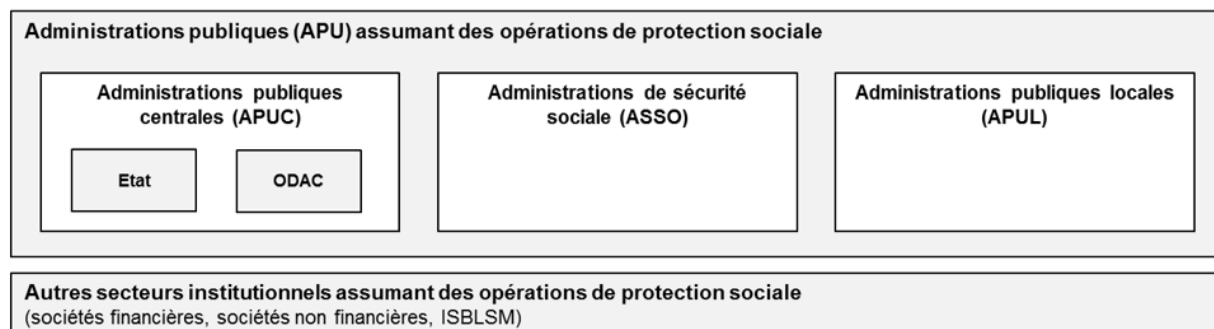 Administrations publiques (APU) assumant des opérations de protection sociale
Administrations publiques
centrales (APUC)
Etat
ODAC
Administrations de sécurité
sociale (ASSO)
Administrations publiques locales
(APUL)
Autres secteurs institutionnels assumant des opérations de protection sociale
(sociétés financières, sociétés non financières, ISBLSM)